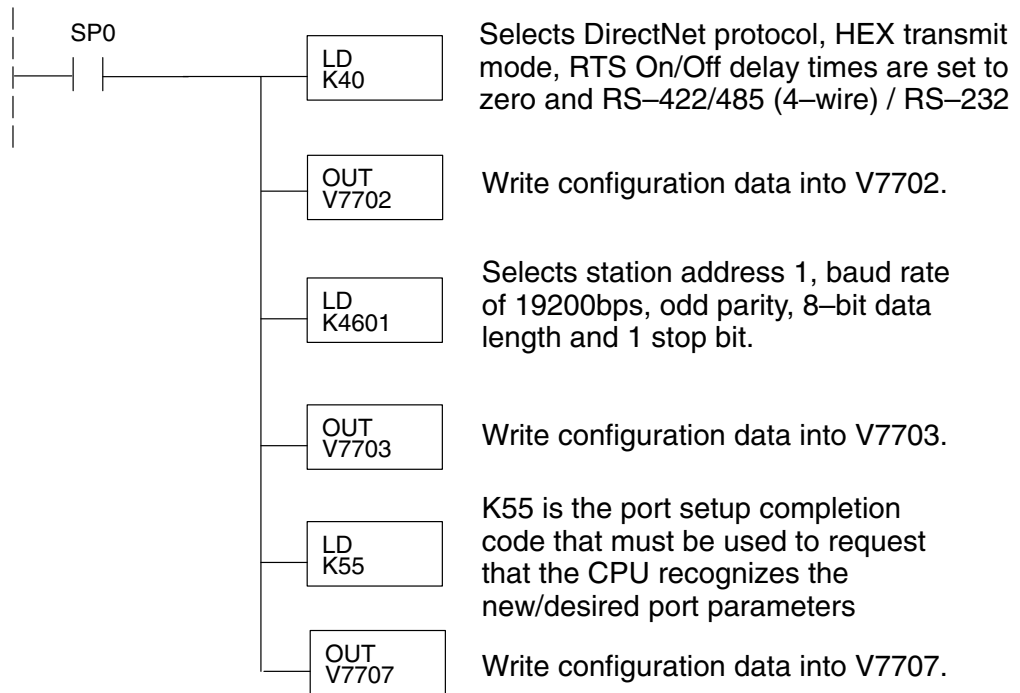 SP0
LD
K40
Selects DirectNet protocol, HEX transmit
mode, RTS On/Off delay times are set to
zero and RS–422/485 (4–wire) / RS–232
OUT
V7702
Write configuration data into V7702.
LD
K4601
Selects station address 1, baud rate
of 19200bps, odd parity, 8–bit data
length and 1 stop bit.
OUT
V7703
Write configuration data into V7703.
LD
K55
K55 is the port setup completion
code that must be used to request
that the CPU recognizes the
new/desired port parameters
OUT
V7707
Write configuration data into V7707.